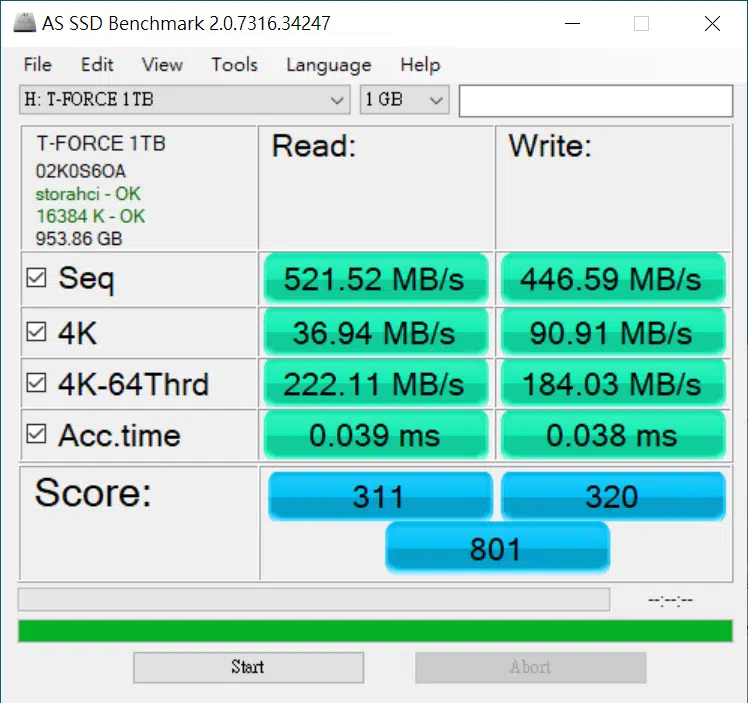 AS SSD Benchmark 2.0.7316.34247
File Edit View Tools Language Help
H: T-FORCE 1TB 1 GB
T-FORCE 1TB Read: Write:
02K0S6OA
storahci - OK
16384 K - OK
953.86 GB
Seq 521.52 MB/s 446.59 MB/s
4K 36.94 MB/s 90.91 MB/s
4K-64Thrd 222.11 MB/s 184.03 MB/s
Acc.time 0.039 ms 0.038 ms
Score: 311 320
801
--:--:--
Start Abort